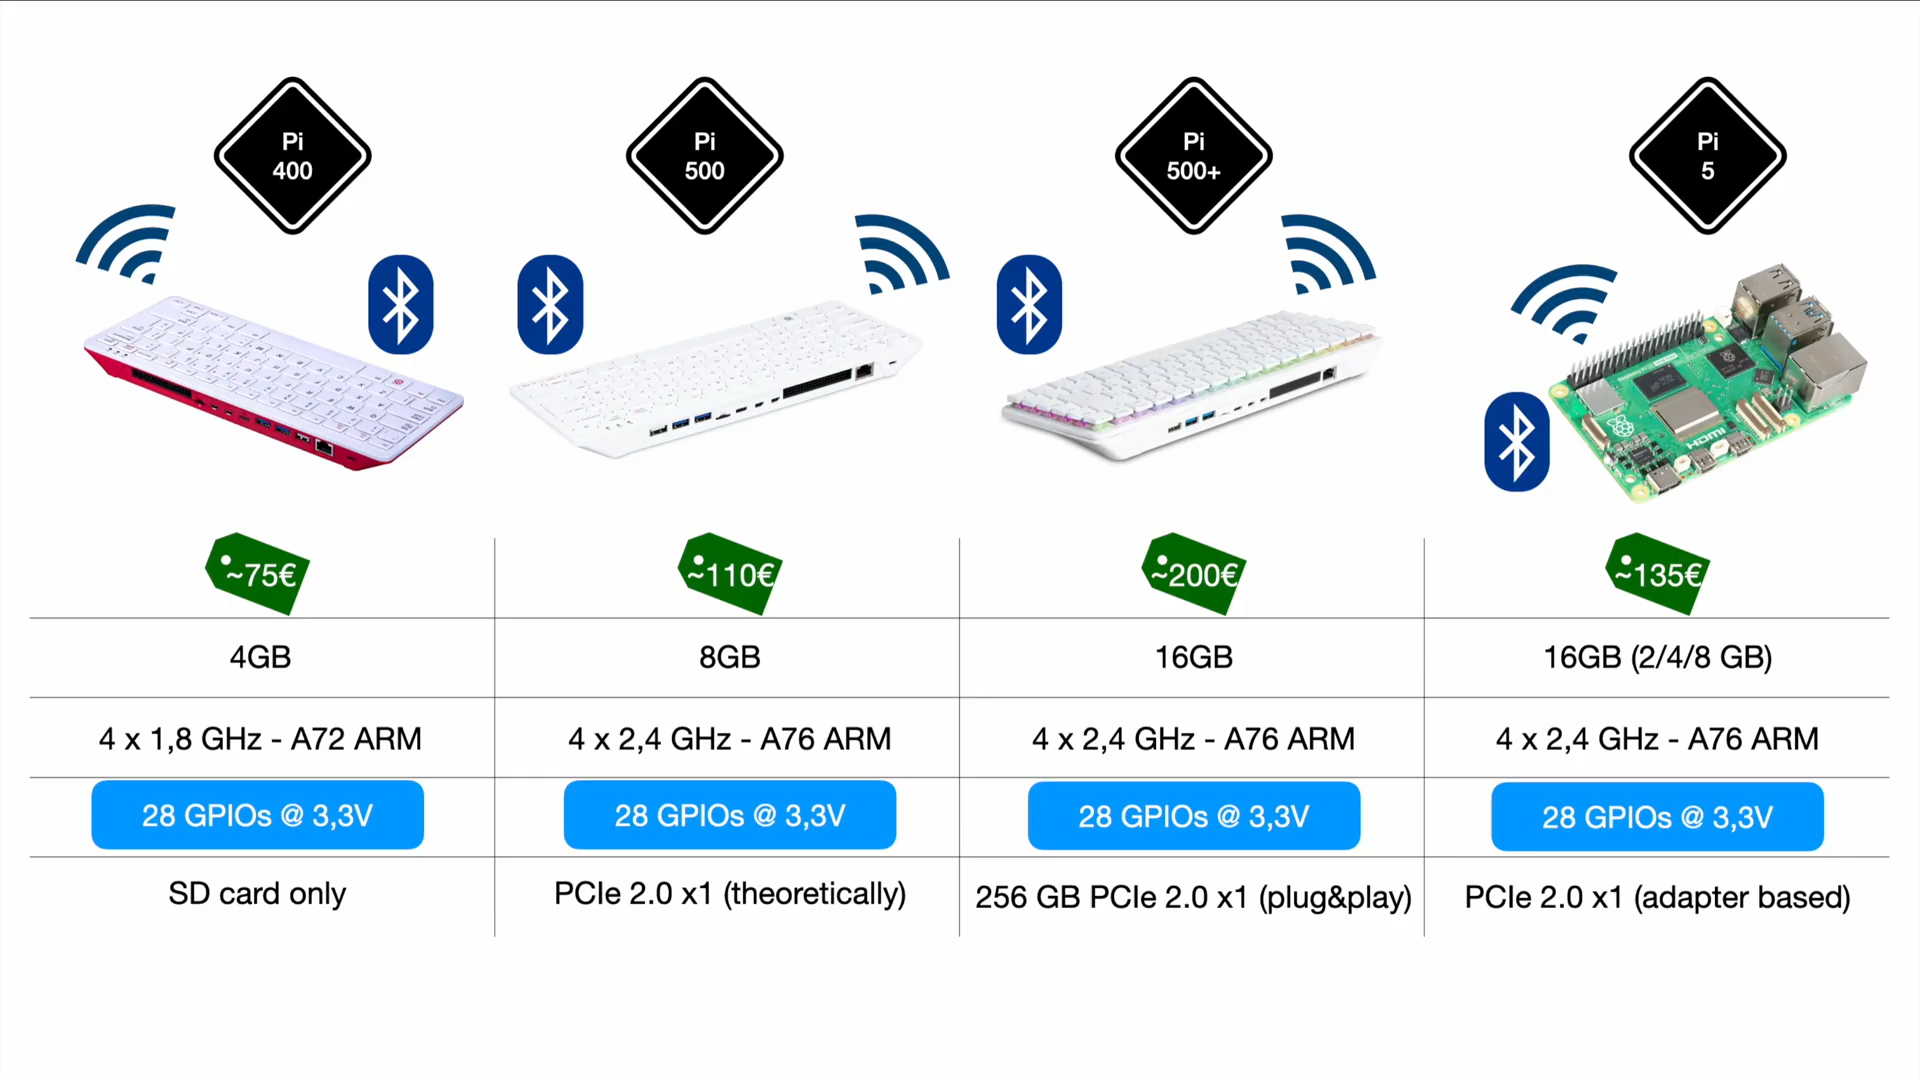 Pi
400
Pi
500
Pi
500+
Pi
5
HDMI
~75€
~110€
~200€
~135€
4GB
8GB
16GB
16GB (2/4/8 GB)
4 x 1,8 GHz - A72 ARM
4 x 2,4 GHz - A76 ARM
4 x 2,4 GHz - A76 ARM
4 x 2,4 GHz - A76 ARM
28 GPIOs @ 3,3V
28 GPIOs @ 3,3V
28 GPIOs @ 3,3V
28 GPIOs @ 3,3V
SD card only
PCIe 2.0 x1 (theoretically)
256 GB PCIe 2.0 x1 (plug&play)
PCIe 2.0 x1 (adapter based)